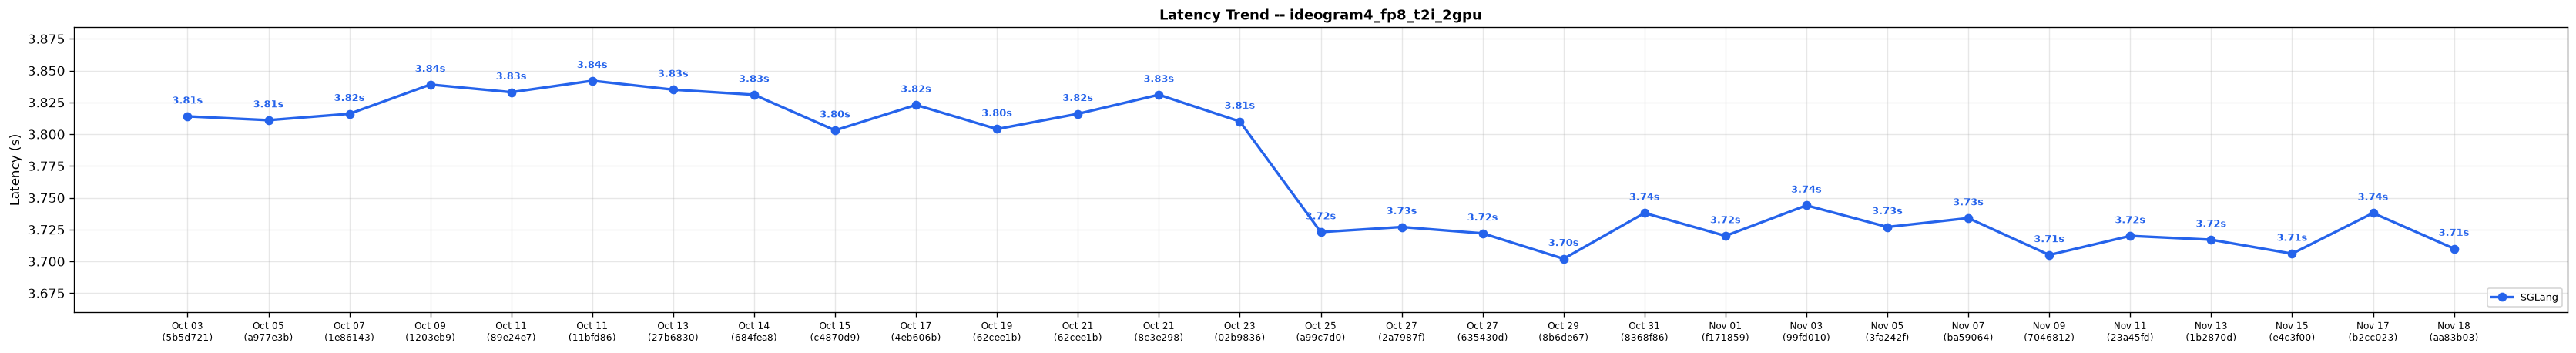 Latency Trend -- ideogram4_fp8_t2i_2gpu
Latency (s)
3.875
3.850
3.825
3.800
3.775
3.750
3.725
3.700
3.675
3.81s
3.81s
3.82s
3.84s
3.83s
3.84s
3.83s
3.83s
3.80s
3.82s
3.80s
3.82s
3.83s
3.81s
3.72s
3.73s
3.72s
3.70s
3.74s
3.72s
3.74s
3.73s
3.73s
3.71s
3.72s
3.72s
3.71s
3.74s
3.71s
SGLang
Oct 03
(5b5d721)
Oct 05
(a977e3b)
Oct 07
(1e86143)
Oct 09
(1203eb9)
Oct 11
(89e24e7)
Oct 11
(11bfd86)
Oct 13
(27b6830)
Oct 14
(684fea8)
Oct 15
(c4870d9)
Oct 17
(4eb606b)
Oct 19
(62cee1b)
Oct 21
(62cee1b)
Oct 21
(8e3e298)
Oct 23
(02b9836)
Oct 25
(a99c7d0)
Oct 27
(2a7987f)
Oct 27
(635430d)
Oct 29
(8b6de67)
Oct 31
(8368f86)
Nov 01
(f171859)
Nov 03
(99fd010)
Nov 05
(3fa242f)
Nov 07
(ba59064)
Nov 09
(7046812)
Nov 11
(23a45fd)
Nov 13
(1b2870d)
Nov 15
(e4c3f00)
Nov 17
(b2cc023)
Nov 18
(aa83b03)